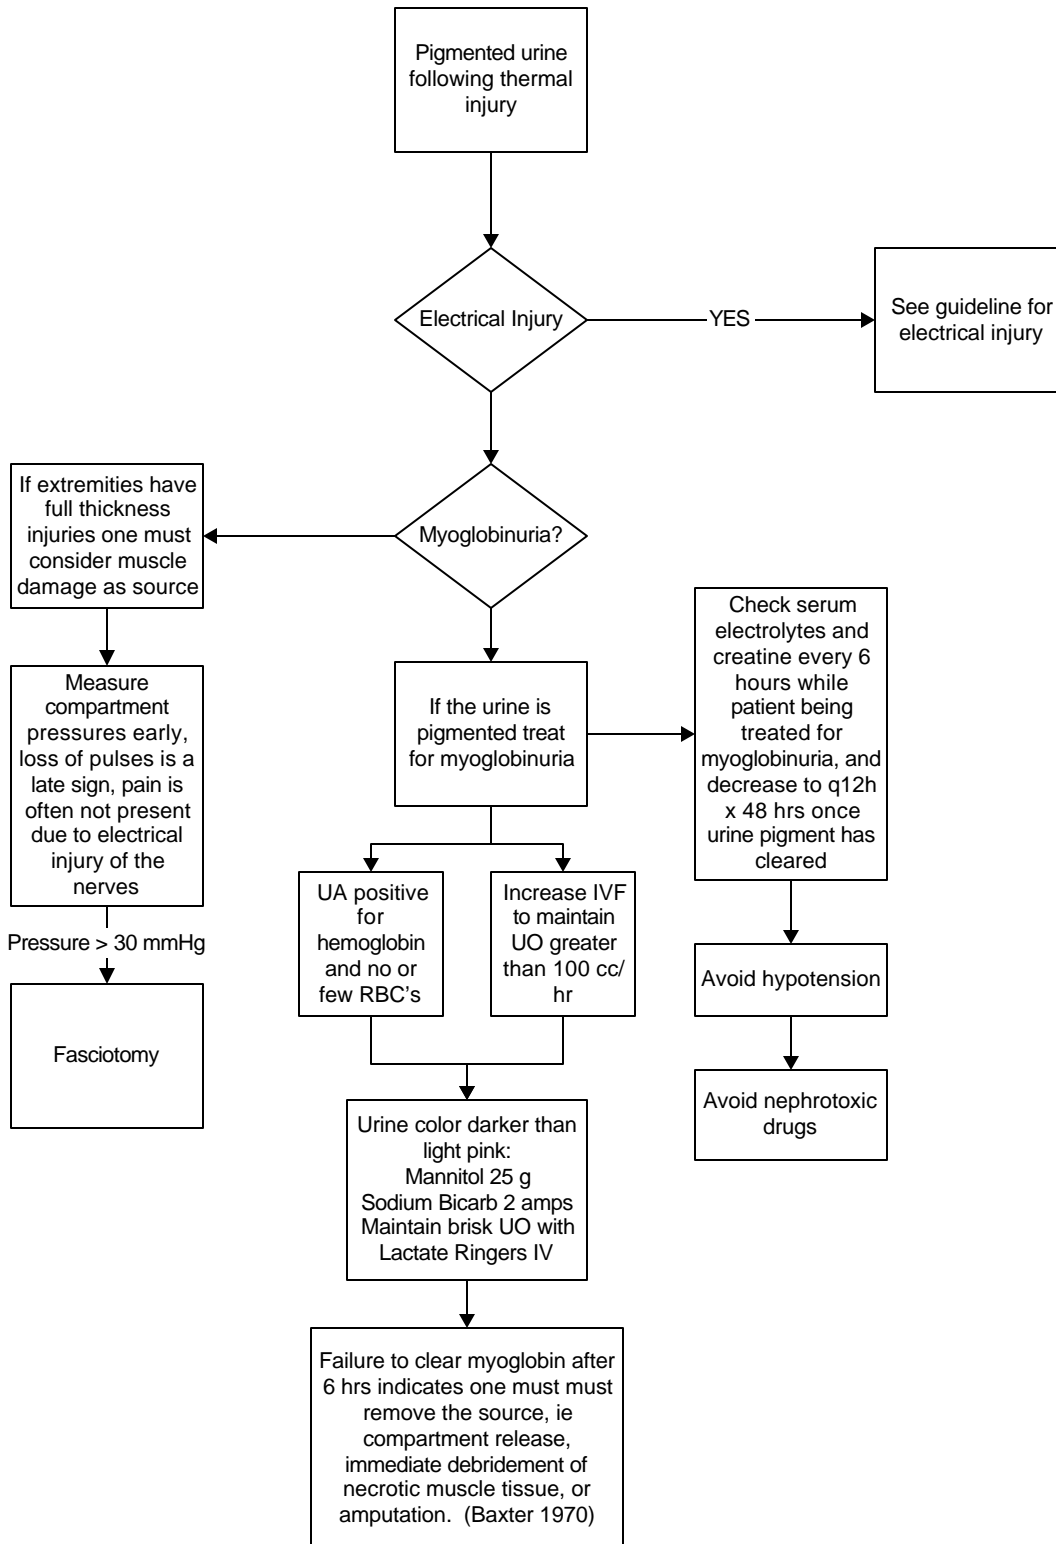 Pigmented urine
following thermal
injury
Electrical Injury
YES
See guideline for
electrical injury
If extremities have
full thickness
injuries one must
consider muscle
damage as source
Myoglobinuria?
Measure
compartment
pressures early,
loss of pulses is a
late sign, pain is
often not present
due to electrical
injury of the
nerves
If the urine is
pigmented treat
for myoglobinuria
Check serum
electrolytes and
creatine every 6
hours while
patient being
treated for
myoglobinuria, and
decrease to q12h
x 48 hrs once
urine pigment has
cleared
Pressure > 30 mmHg
Fasciotomy
UA positive
for
hemoglobin
and no or
few RBC's
Increase IVF
to maintain
UO greater
than 100 cc/
hr
Avoid hypotension
Avoid nephrotoxic
drugs
Urine color darker than
light pink:
Mannitol 25 g
Sodium Bicarb 2 amps
Maintain brisk UO with
Lactate Ringers IV
Failure to clear myoglobin after
6 hrs indicates one must must
remove the source, ie
compartment release,
immediate debridement of
necrotic muscle tissue, or
amputation.  (Baxter 1970)